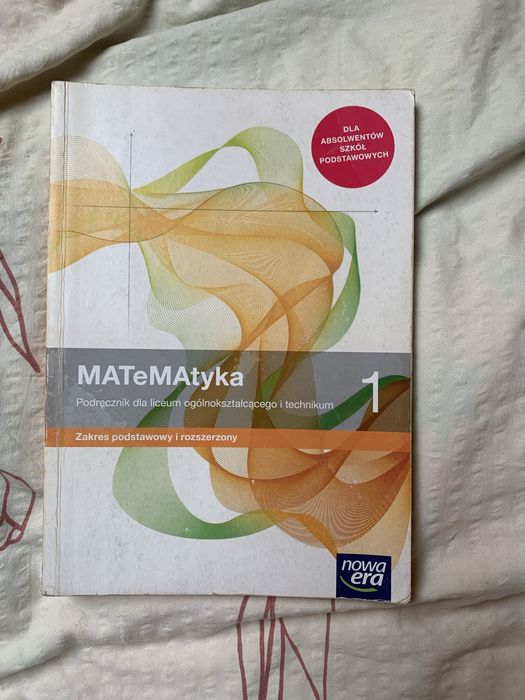 DLA
ABSOLWENTÓW
SZKÓŁ
PODSTAWOWYCH
MATeMAtyka
1
Podręcznik dla liceum ogólnokształcącego i technikum
Zakres podstawowy i rozszerzony
nowa
era